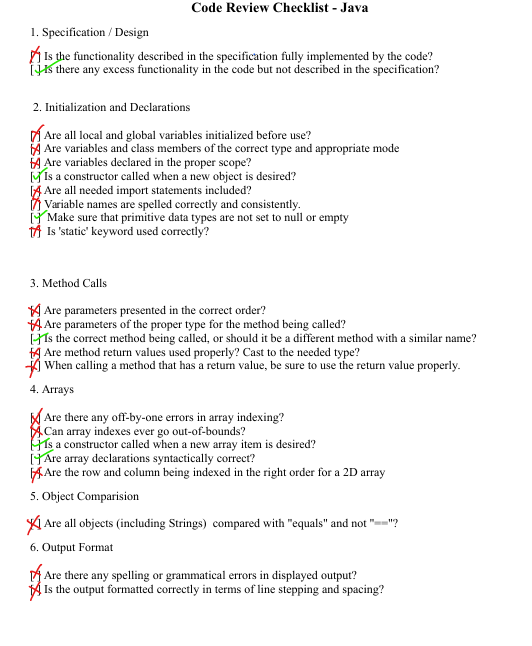 Code Review Checklist - Java
1. Specification / Design
[ ] Is the functionality described in the specification fully implemented by the code?
[ ] Is there any excess functionality in the code but not described in the specification?
2. Initialization and Declarations
[ ] Are all local and global variables initialized before use?
[ ] Are variables and class members of the correct type and appropriate mode
[ ] Are variables declared in the proper scope?
[ ] Is a constructor called when a new object is desired?
[ ] Are all needed import statements included?
[ ] Variable names are spelled correctly and consistently.
[ ] Make sure that primitive data types are not set to null or empty
[ ] Is 'static' keyword used correctly?
3. Method Calls
[ ] Are parameters presented in the correct order?
[ ] Are parameters of the proper type for the method being called?
[ ] Is the correct method being called, or should it be a different method with a similar name?
[ ] Are method return values used properly? Cast to the needed type?
[ ] When calling a method that has a return value, be sure to use the return value properly.
4. Arrays
[ ] Are there any off-by-one errors in array indexing?
[ ] Can array indexes ever go out-of-bounds?
[ ] Is a constructor called when a new array item is desired?
[ ] Are array declarations syntactically correct?
[ ] Are the row and column being indexed in the right order for a 2D array
5. Object Comparision
[ ] Are all objects (including Strings) compared with "equals" and not "=="?
6. Output Format
[ ] Are there any spelling or grammatical errors in displayed output?
[ ] Is the output formatted correctly in terms of line stepping and spacing?